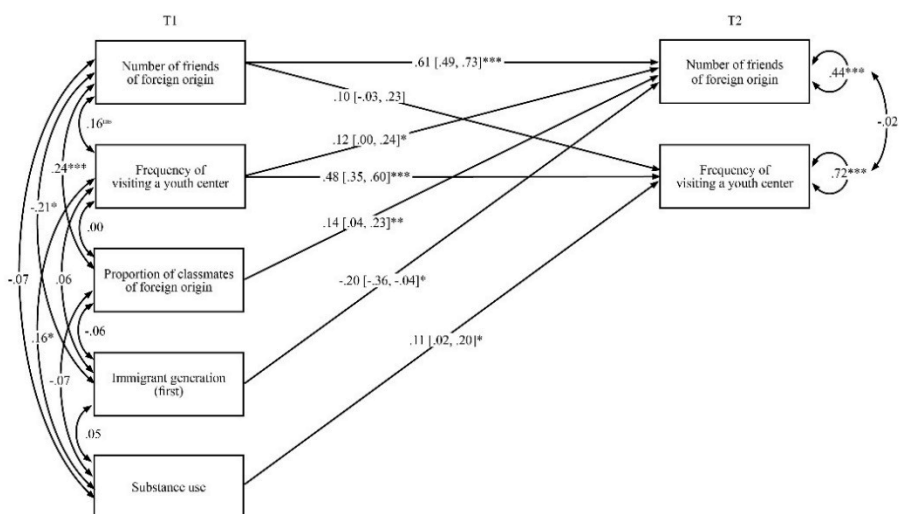 T1
T2
Number of friends
of foreign origin
.61 [.49, .73]***
Number of friends
of foreign origin
.44***
.10 [-.03, .23]
-.02
.16
.12 [.00, .24]*
Frequency of
visiting a youth center
.24***
.48 [.35, .60]***
Frequency of
visiting a youth center
.72***
-.21*
.00
.14 [.04, .23]**
Proportion of classmates
of foreign origin
-.07
.06
-.20 [-.36, -.04]*
-.06
.16*
.11 [.02, .20]*
-.07
Immigrant generation
(first)
.05
Substance use